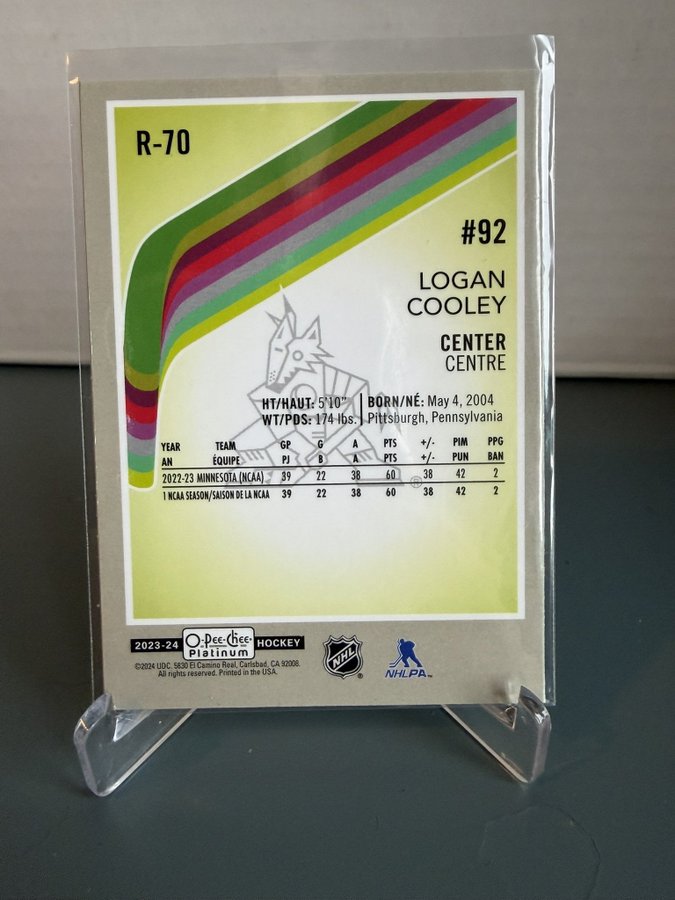 R-70
#92
LOGAN
COOLEY
CENTER
CENTRE
HT/HAUT: 5'10" | BORN/NÉ: May 4, 2004
WT/PDS: 174 lbs. | Pittsburgh, Pennsylvania
YEAR TEAM GP G A PTS +/- PIM PPG
AN ÉQUIPE PJ B A PTS +/- PUN BAN
2022-23 MINNESOTA (NCAA) 39 22 38 60 38 42 2
1 NCAA SEASON/SAISON DE LA NCAA 39 22 38 60 38 42 2
2023-24 O-Pee-Chee Platinum HOCKEY
©2024 UDC. 5830 El Camino Real, Carlsbad, CA 92008.
All rights reserved. Printed in the USA.
NHL ®
NHLPA™
®